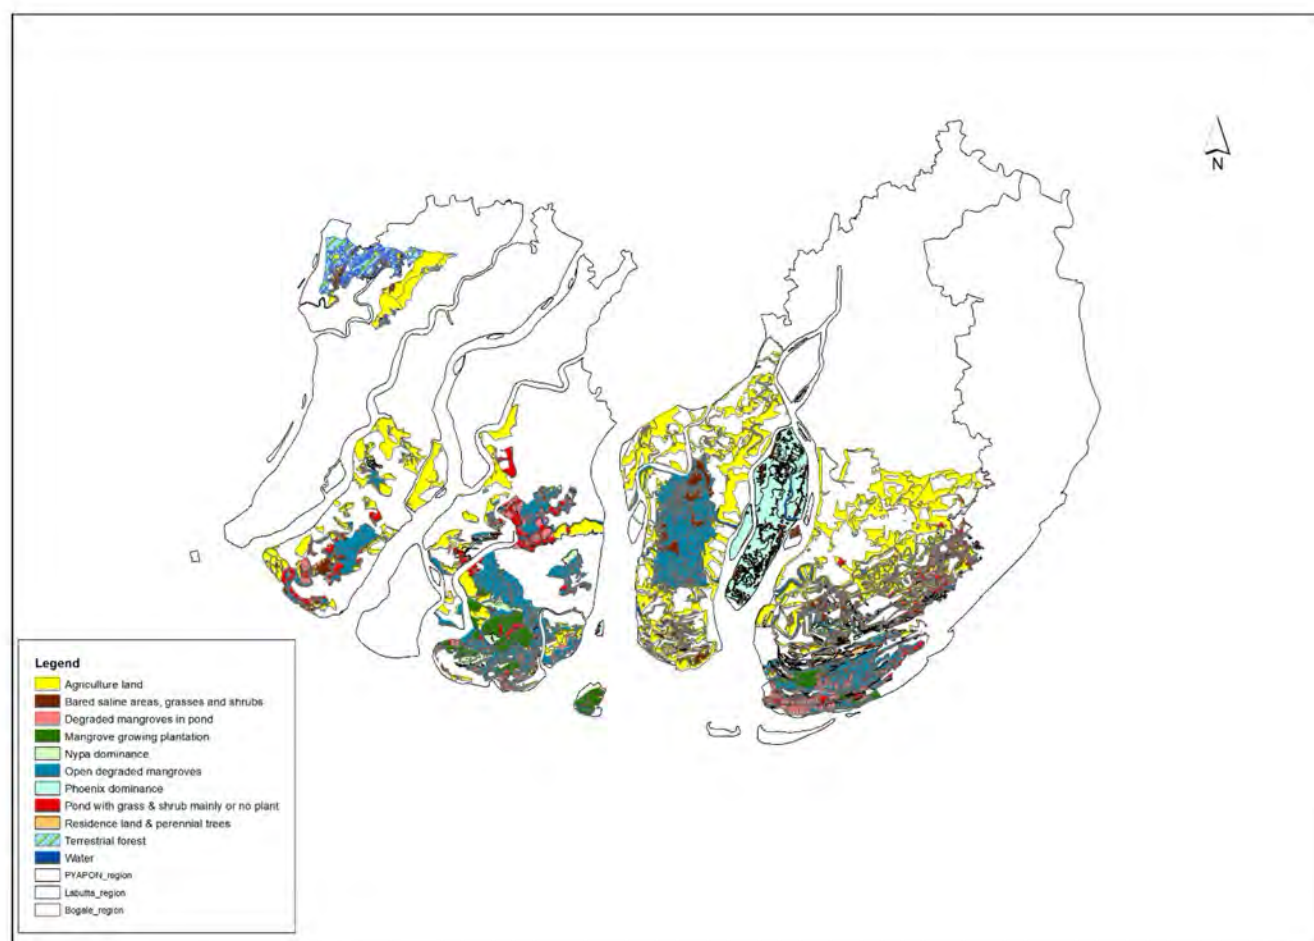 N
Legend
Agriculture land
Bared saline areas, grasses and shrubs
Degraded mangroves in pond
Mangrove growing plantation
Nypa dominance
Open degraded mangroves
Phoenix dominance
Pond with grass & shrub mainly or no plant
Residence land & perennial trees
Terrestrial forest
Water
PYAPON_region
Labutta_region
Bogale_region